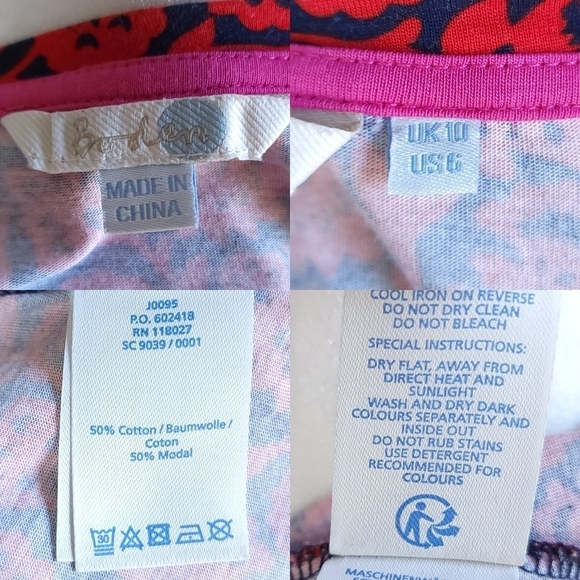 Boden
MADE IN
CHINA
UK 10
US 6
J0095
P.O. 602418
RN 118027
SC 9039 / 0001
50% Cotton / Baumwolle /
Coton
50% Modal
30
COOL IRON ON REVERSE
DO NOT DRY CLEAN
DO NOT BLEACH
SPECIAL INSTRUCTIONS:
DRY FLAT, AWAY FROM
DIRECT HEAT AND
SUNLIGHT
WASH AND DRY DARK
COLOURS SEPARATELY AND
INSIDE OUT
DO NOT RUB STAINS
USE DETERGENT
RECOMMENDED FOR
COLOURS